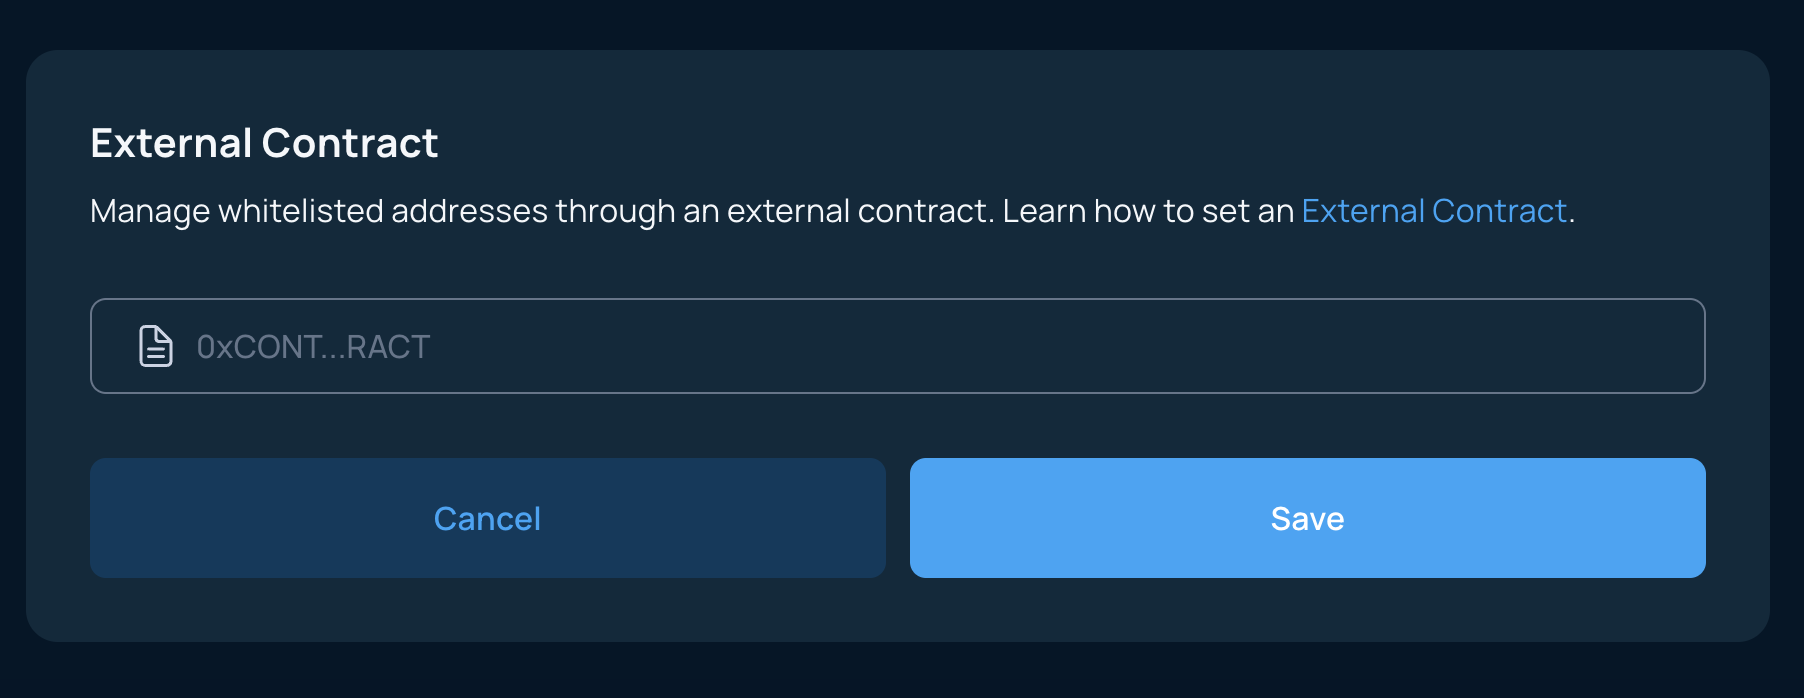 External Contract
Manage whitelisted addresses through an external contract. Learn how to set an External Contract.
0xCONT...RACT
Cancel
Save